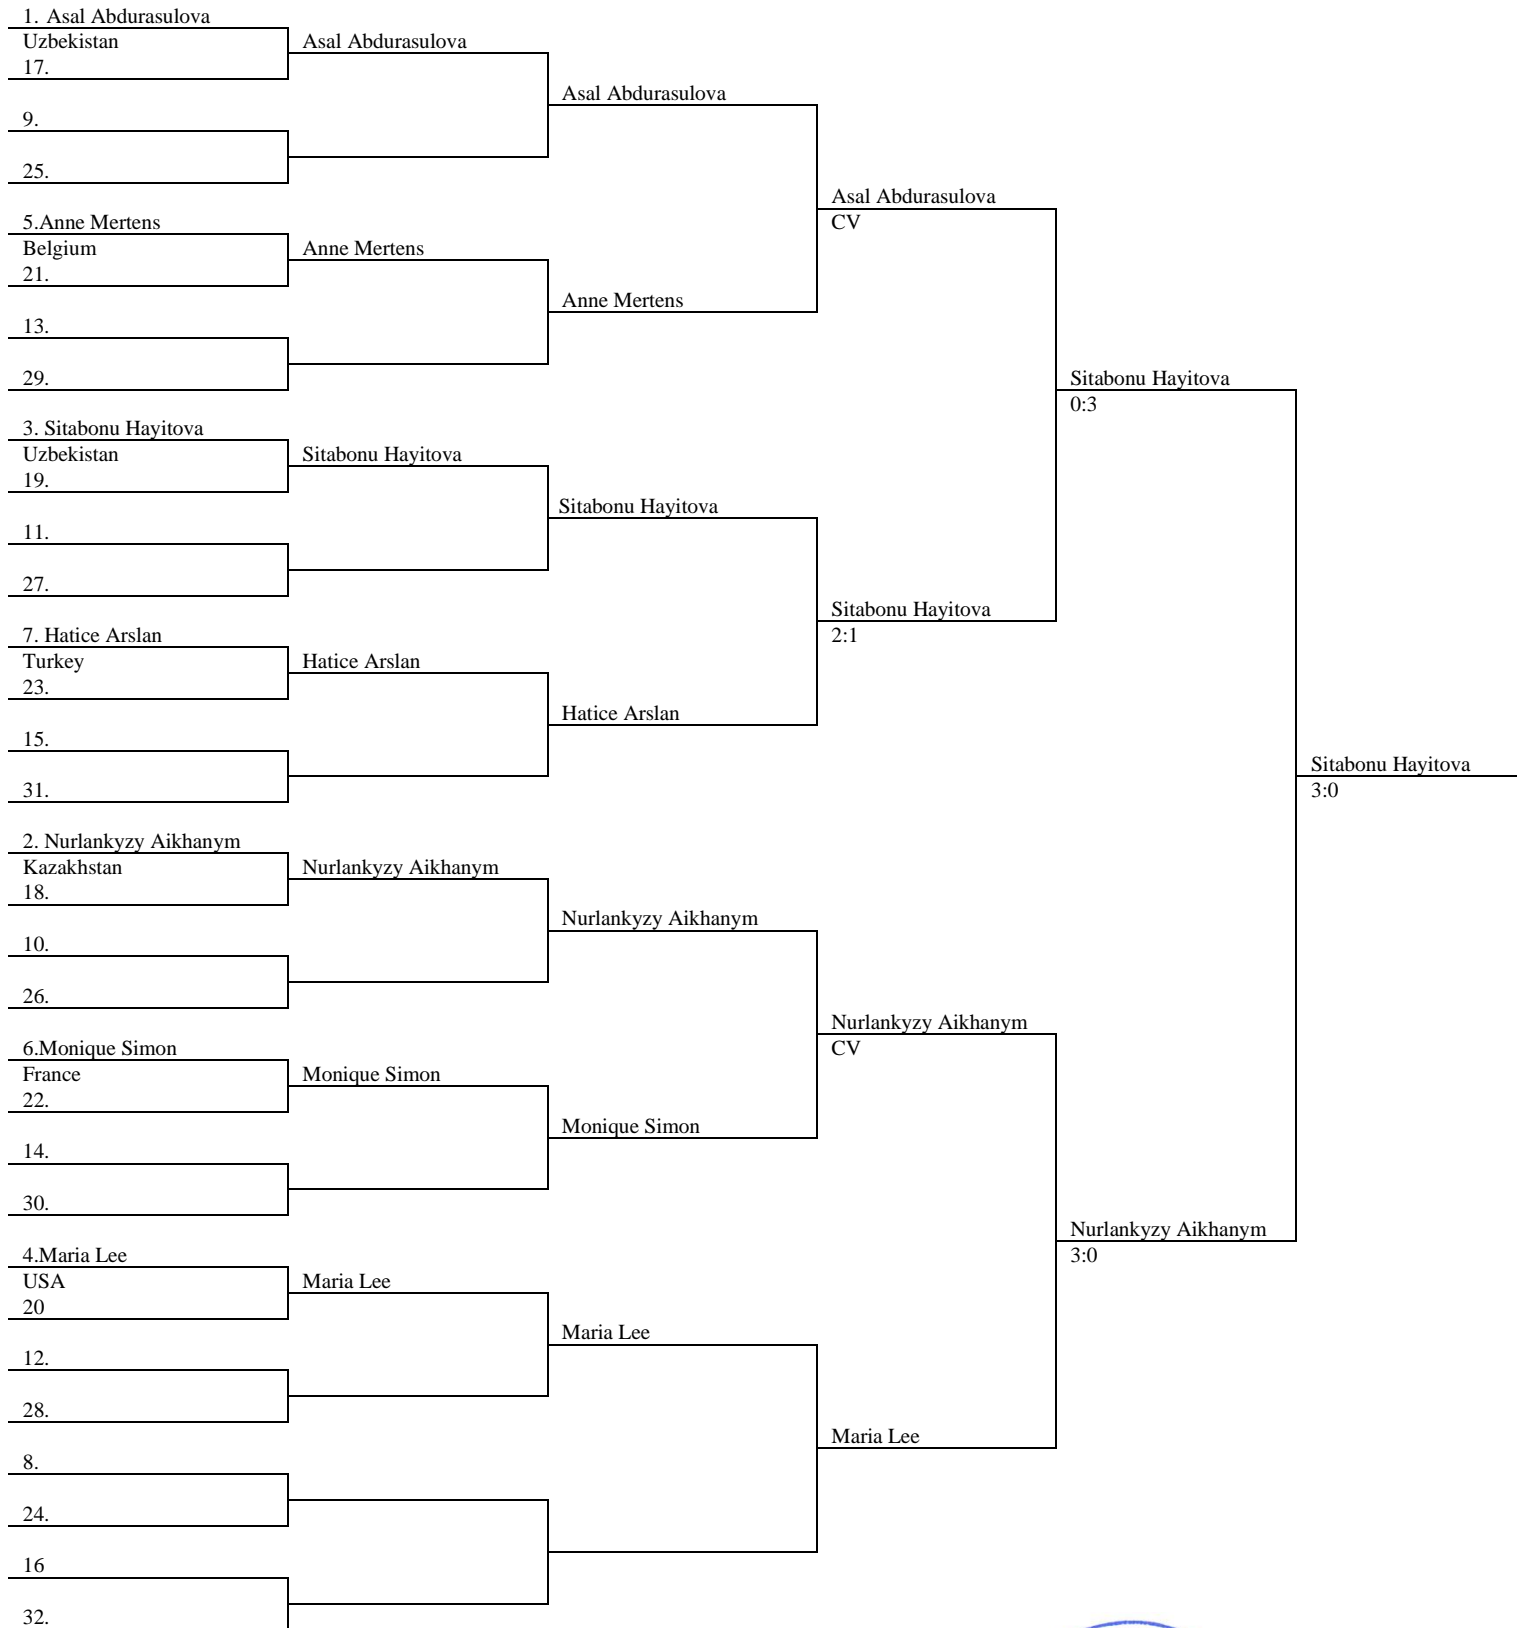 1. Asal Abdurasulova
Uzbekistan
17.
9.
25.
5.Anne Mertens
Belgium
21.
13.
29.
3. Sitabonu Hayitova
Uzbekistan
19.
11.
27.
7. Hatice Arslan
Turkey
23.
15.
31.
2. Nurlankyzy Aikhanym
Kazakhstan
18.
10.
26.
6.Monique Simon
France
22.
14.
30.
4.Maria Lee
USA
20
12.
28.
8.
24.
16
32.
Asal Abdurasulova
Anne Mertens
Sitabonu Hayitova
Hatice Arslan
Nurlankyzy Aikhanym
Monique Simon
Maria Lee
Asal Abdurasulova
Anne Mertens
Sitabonu Hayitova
Hatice Arslan
Nurlankyzy Aikhanym
Monique Simon
Maria Lee
Asal Abdurasulova
CV
Sitabonu Hayitova
2:1
Nurlankyzy Aikhanym
CV
Maria Lee
Sitabonu Hayitova
0:3
Nurlankyzy Aikhanym
3:0
Sitabonu Hayitova
3:0